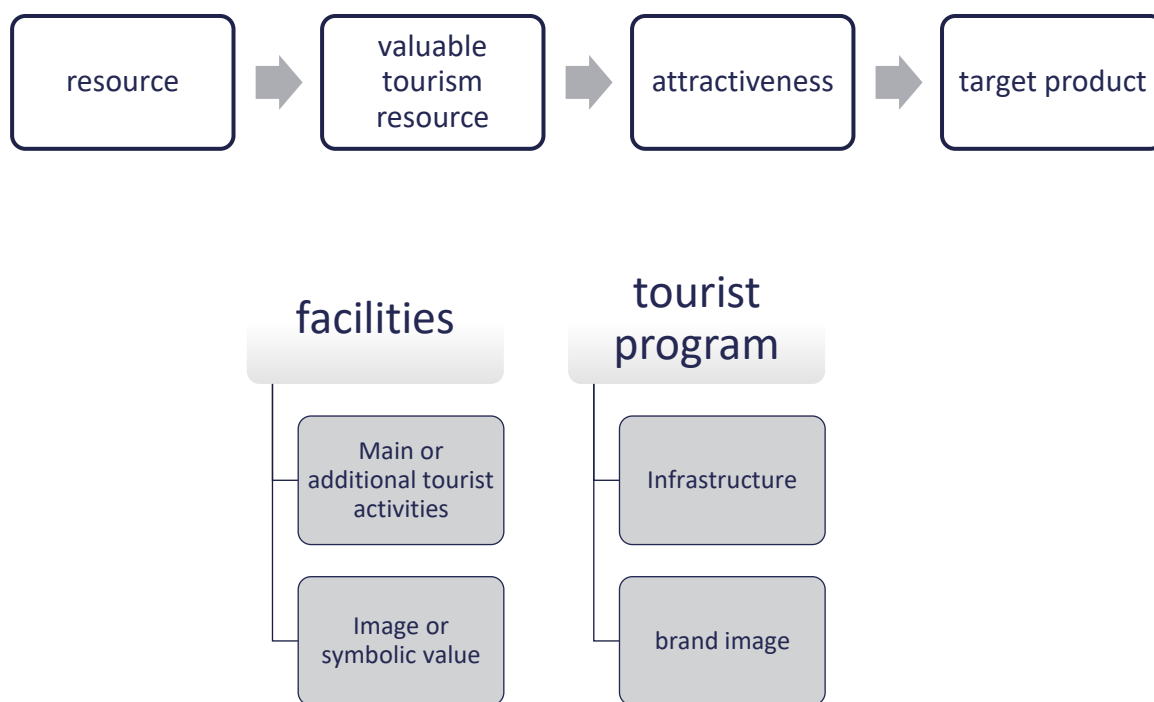 resource
valuable
tourism
resource
attractiveness
target product
facilities
tourist
program
Main or
additional tourist
activities
Infrastructure
Image or
symbolic value
brand image